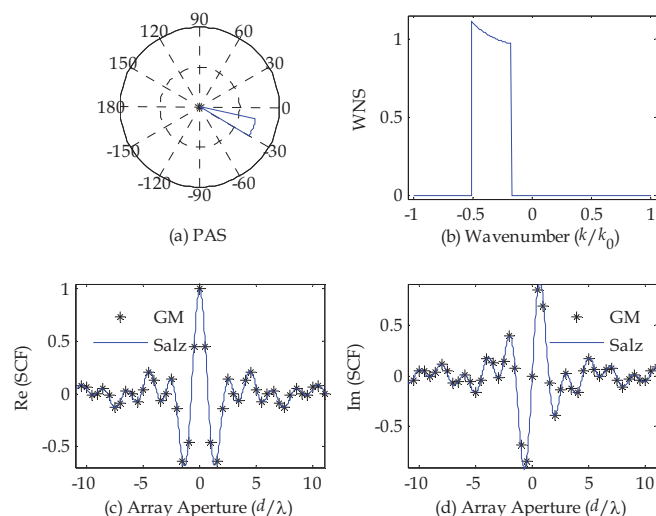 90
120 60
150 30
180 0
-150 -30
-120 -60
-90
(a) PAS
WNS
1
0.5
0
-1 -0.5 0 0.5 1
(b) Wavenumber (k/k0)
Re (SCF)
1
0.5
0
-0.5
GM
Salz
-10 -5 0 5 10
(c) Array Aperture (d/λ)
Im (SCF)
0.5
0
-0.5
GM
Salz
-10 -5 0 5 10
(d) Array Aperture (d/λ)